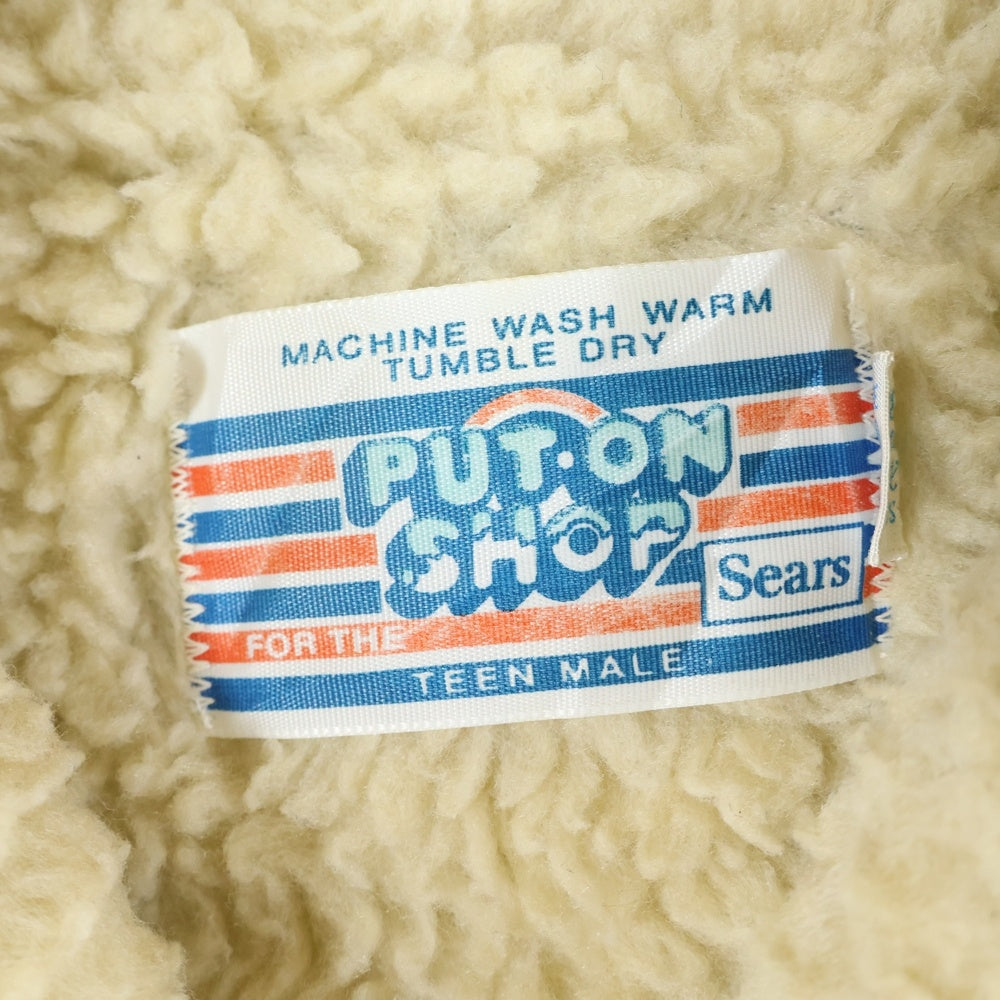 MACHINE WASH WARM
TUMBLE DRY
PUT·ON
SHOP
Sears
FOR THE
TEEN MALE